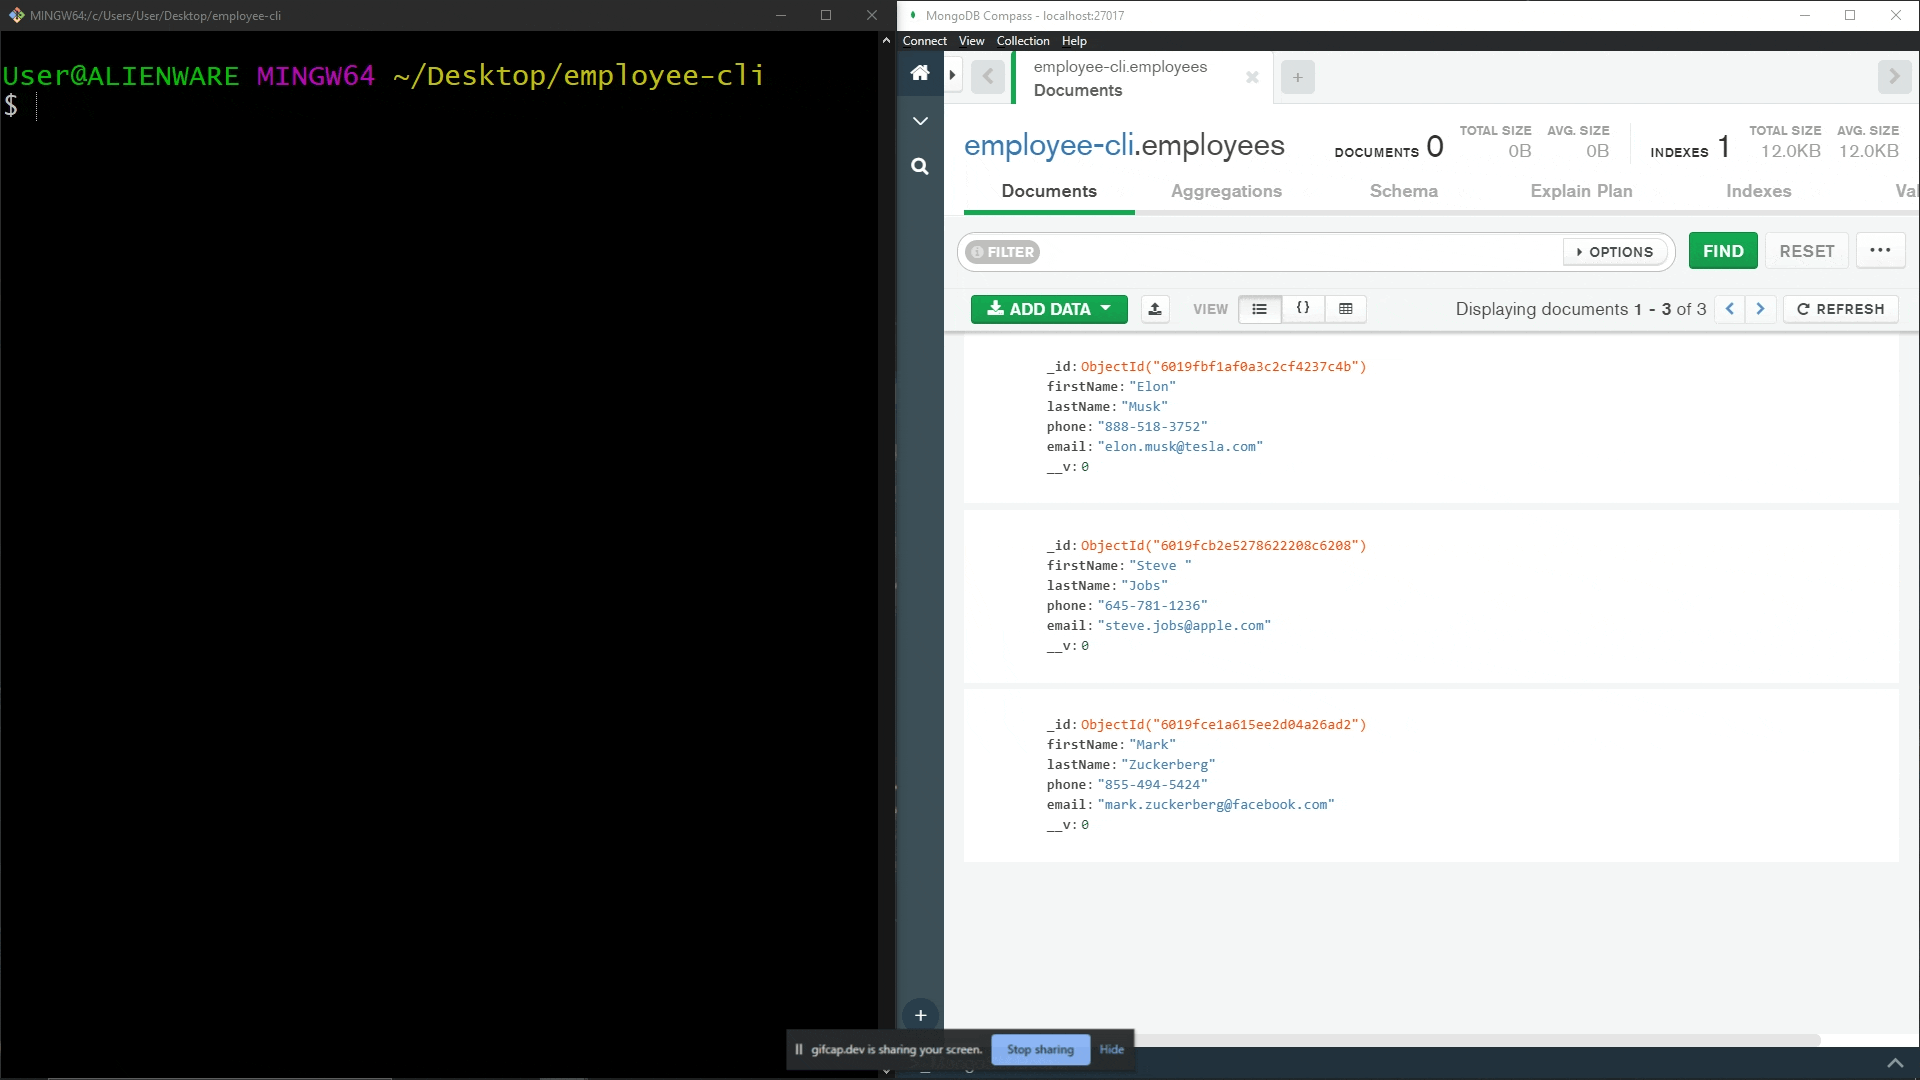 MINGW64:/c/Users/User/Desktop/employee-cli
User@ALIENWARE MINGW64 ~/Desktop/employee-cli
$
MongoDB Compass - localhost:27017
Connect View Collection Help
employee-cli.employees
Documents
employee-cli.employees
DOCUMENTS 0
TOTAL SIZE AVG. SIZE
0B 0B
INDEXES 1
TOTAL SIZE AVG. SIZE
12.0KB 12.0KB
Documents Aggregations Schema Explain Plan Indexes Val
FILTER OPTIONS FIND RESET ...
ADD DATA VIEW {} Displaying documents 1 - 3 of 3 REFRESH
_id: ObjectId("6019fbf1af0a3c2cf4237c4b")
firstName: "Elon"
lastName: "Musk"
phone: "888-518-3752"
email: "elon.musk@tesla.com"
__v: 0
_id: ObjectId("6019fcb2e5278622208c6208")
firstName: "Steve "
lastName: "Jobs"
phone: "645-781-1236"
email: "steve.jobs@apple.com"
__v: 0
_id: ObjectId("6019fce1a615ee2d04a26ad2")
firstName: "Mark"
lastName: "Zuckerberg"
phone: "855-494-5424"
email: "mark.zuckerberg@facebook.com"
__v: 0
gifcap.dev is sharing your screen. Stop sharing Hide